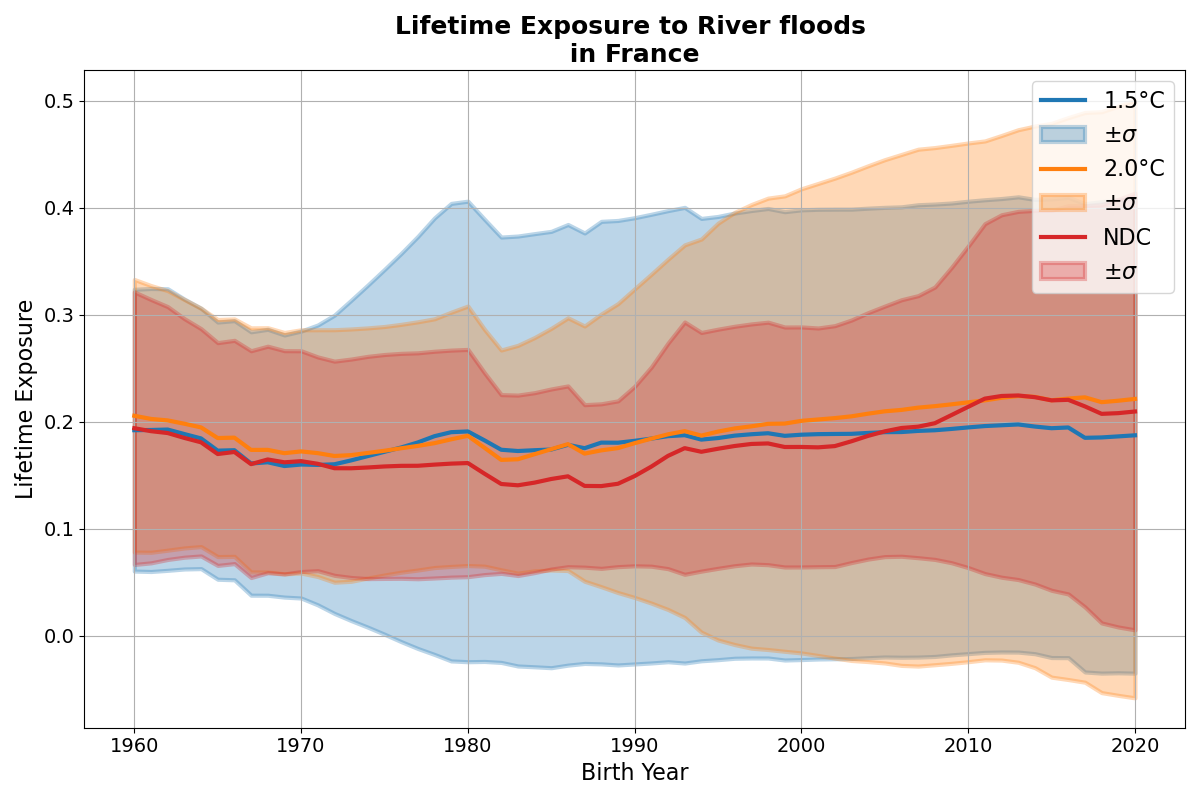 Lifetime Exposure to River floods
in France
Lifetime Exposure
0.5
0.4
0.3
0.2
0.1
0.0
1960 1970 1980 1990 2000 2010 2020
Birth Year
1.5°C
±σ
2.0°C
±σ
NDC
±σ